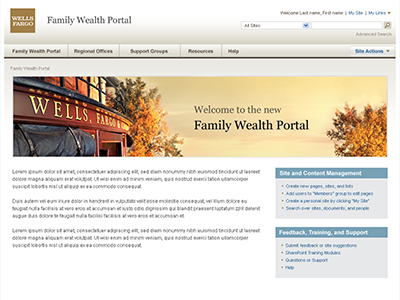 WELLS
FARGO
Family Wealth Portal
Welcome Last name, First name | My Site | My Links
All Sites
Advanced Search
Family Wealth Portal
Regional Offices
Support Groups
Resources
Help
Site Actions
Family Wealth Portal
WELLS, FARGO &
Welcome to the new
Family Wealth Portal
Lorem ipsum dolor sit amet, consectetuer adipiscing elit, sed diam nonummy nibh euismod tincidunt ut laoreet
dolore magna aliquam erat volutpat. Ut wisi enim ad minim veniam, quis nostrud exerci tation ullamcorper
suscipit lobortis nisl ut aliquip ex ea commodo consequat.
Duis autem vel eum iriure dolor in hendrerit in vulputate velit esse molestie consequat, vel illum dolore eu
feugiat nulla facilisis at vero eros et accumsan et iusto odio dignissim qui blandit praesent luptatum zzril delenit
augue duis dolore te feugait nulla facilisi
Lorem ipsum dolor sit amet, consectetuer adipiscing elit, sed diam nonummy nibh euismod tincidunt ut laoreet
dolore magna aliquam erat volutpat. Ut wisi enim ad minim veniam, quis nostrud exerci tation ullamcorper
suscipit lobortis nisl ut aliquip ex ea commodo consequat.
Site and Content Management
Create new pages, sites, and lists
Add users to "Members" group to edit pages
Create a personal site by clicking "My Site"
Search over sites, documents, and people
Feedback, Training, and Support
Submit feedback or site suggestions
SharePoint Training Modules
Questions or Support
Help